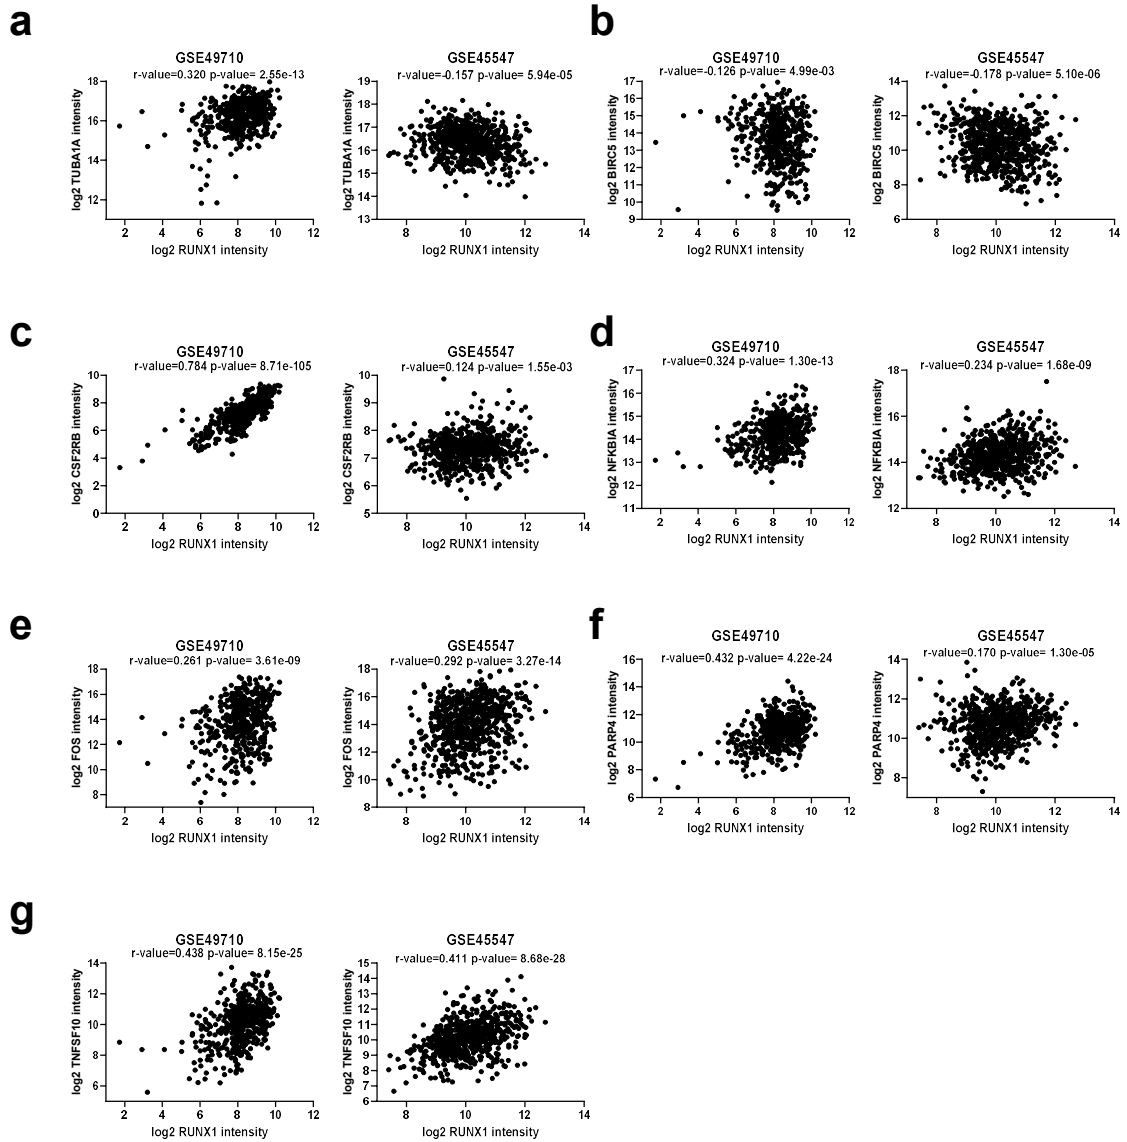 a
GSE49710
r-value=0.320 p-value= 2.55e-13
log2 TUBA1A intensity
18
16
14
12
2 4 6 8 10 12
log2 RUNX1 intensity
GSE45547
r-value=-0.157 p-value= 5.94e-05
log2 TUBA1A intensity
19
18
17
16
15
14
13
8 10 12 14
log2 RUNX1 intensity
b
GSE49710
r-value=-0.126 p-value= 4.99e-03
log2 BIRC5 intensity
17
16
15
14
13
12
11
10
9
2 4 6 8 10 12
log2 RUNX1 intensity
GSE45547
r-value=-0.178 p-value= 5.10e-06
log2 BIRC5 intensity
14
12
10
8
6
8 10 12 14
log2 RUNX1 intensity
c
GSE49710
r-value=0.784 p-value= 8.71e-105
log2 CSF2RB intensity
10
8
6
4
2
0
2 4 6 8 10 12
log2 RUNX1 intensity
GSE45547
r-value=0.124 p-value= 1.55e-03
log2 CSF2RB intensity
10
9
8
7
6
5
8 10 12 14
log2 RUNX1 intensity
d
GSE49710
r-value=0.324 p-value= 1.30e-13
log2 NFKBIA intensity
17
16
15
14
13
12
11
2 4 6 8 10 12
log2 RUNX1 intensity
GSE45547
r-value=0.234 p-value= 1.68e-09
log2 NFKBIA intensity
18
16
14
12
8 10 12 14
log2 RUNX1 intensity
e
GSE49710
r-value=0.261 p-value= 3.61e-09
log2 FOS intensity
18
16
14
12
10
8
2 4 6 8 10 12
log2 RUNX1 intensity
GSE45547
r-value=0.292 p-value= 3.27e-14
log2 FOS intensity
18
16
14
12
10
8
8 10 12 14
log2 RUNX1 intensity
f
GSE49710
r-value=0.432 p-value= 4.22e-24
log2 PARP4 intensity
16
14
12
10
8
6
2 4 6 8 10 12
log2 RUNX1 intensity
GSE45547
r-value=0.170 p-value= 1.30e-05
log2 PARP4 intensity
14
12
10
8
8 10 12 14
log2 RUNX1 intensity
g
GSE49710
r-value=0.438 p-value= 8.15e-25
log2 TNFSF10 intensity
14
12
10
8
6
2 4 6 8 10 12
log2 RUNX1 intensity
GSE45547
r-value=0.411 p-value= 8.68e-28
log2 TNFSF10 intensity
15
14
13
12
11
10
9
8
7
6
8 10 12 14
log2 RUNX1 intensity